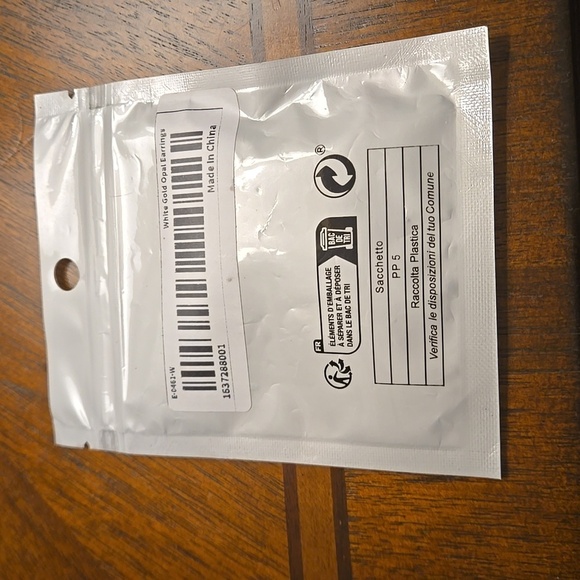 E-0461-W
White Gold Opal Earrings
1637288001
Made In China
FR
ÉLÉMENTS D'EMBALLAGE
À SÉPARER ET À DÉPOSER
DANS LE BAC DE TRI
BAC
DE
TRI
®
Sacchetto
PP 5
Raccolta Plastica
Verifica le disposizioni del tuo Comune